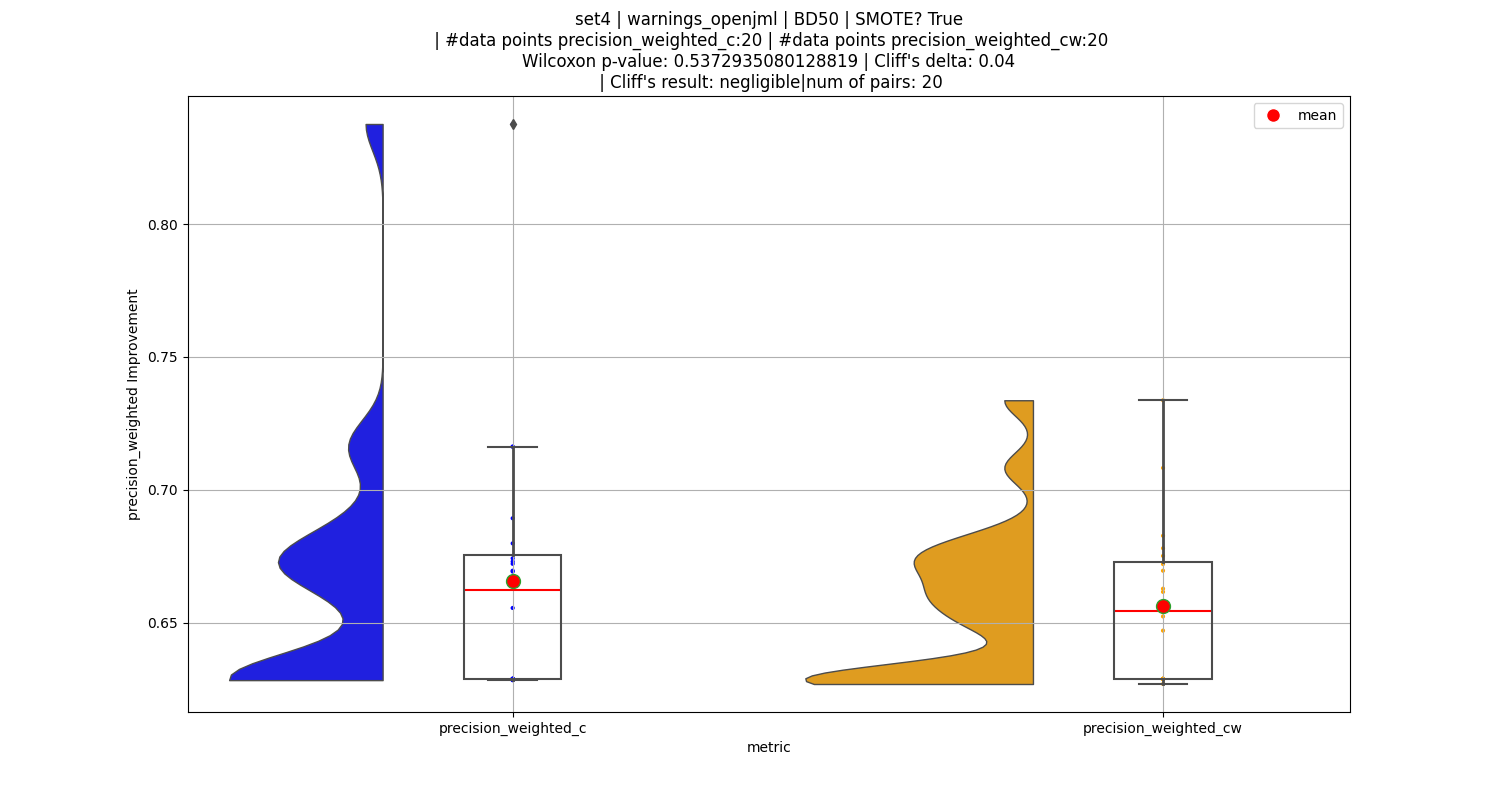 set4 | warnings_openjml | BD50 | SMOTE? True
| #data points precision_weighted_c:20 | #data points precision_weighted_cw:20
Wilcoxon p-value: 0.5372935080128819 | Cliff's delta: 0.04
| Cliff's result: negligible|num of pairs: 20
mean
0.80
0.75
0.70
0.65
precision_weighted Improvement
precision_weighted_c
precision_weighted_cw
metric